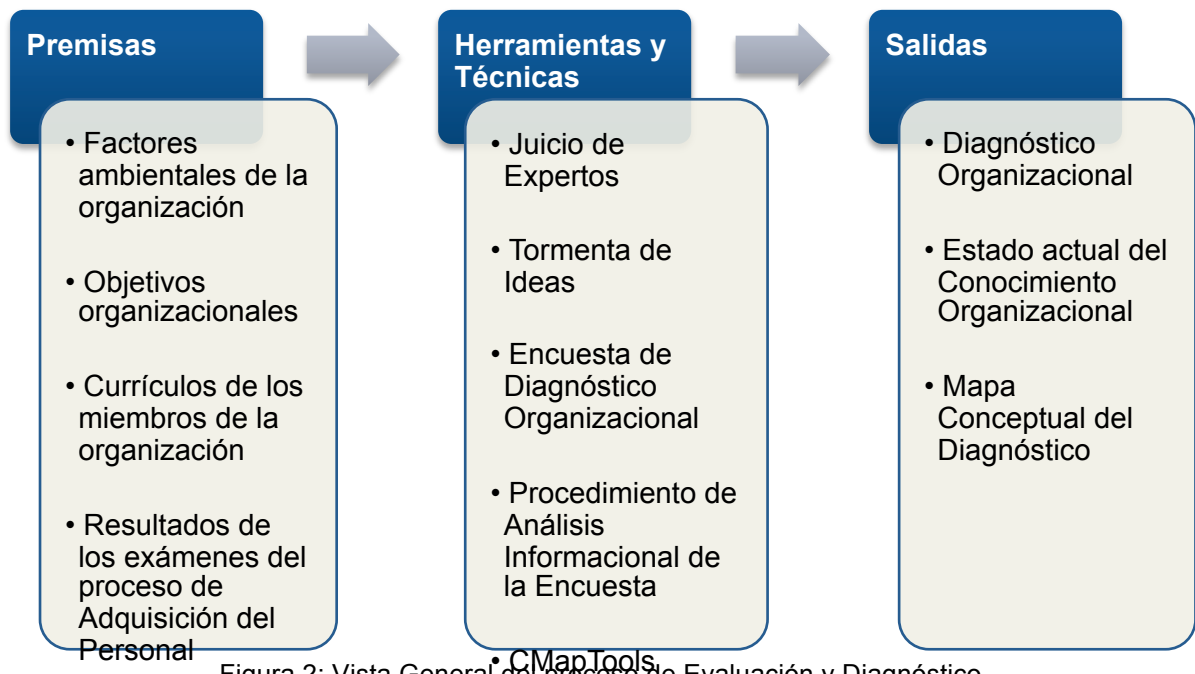 Premisas
• Factores
ambientales de la
organización
• Objetivos
organizacionales
• Currículos de los
miembros de la
organización
• Resultados de
los exámenes del
proceso de
Adquisición del
Personal
Herramientas y
Técnicas
• Juicio de
Expertos
• Tormenta de
Ideas
• Encuesta de
Diagnóstico
Organizacional
• Procedimiento de
Análisis
Informacional de
la Encuesta
• CMapTools
Salidas
• Diagnóstico
Organizacional
• Estado actual del
Conocimiento
Organizacional
• Mapa
Conceptual del
Diagnóstico
Figura 2: Vista General del proceso de Evaluación y Diagnóstico